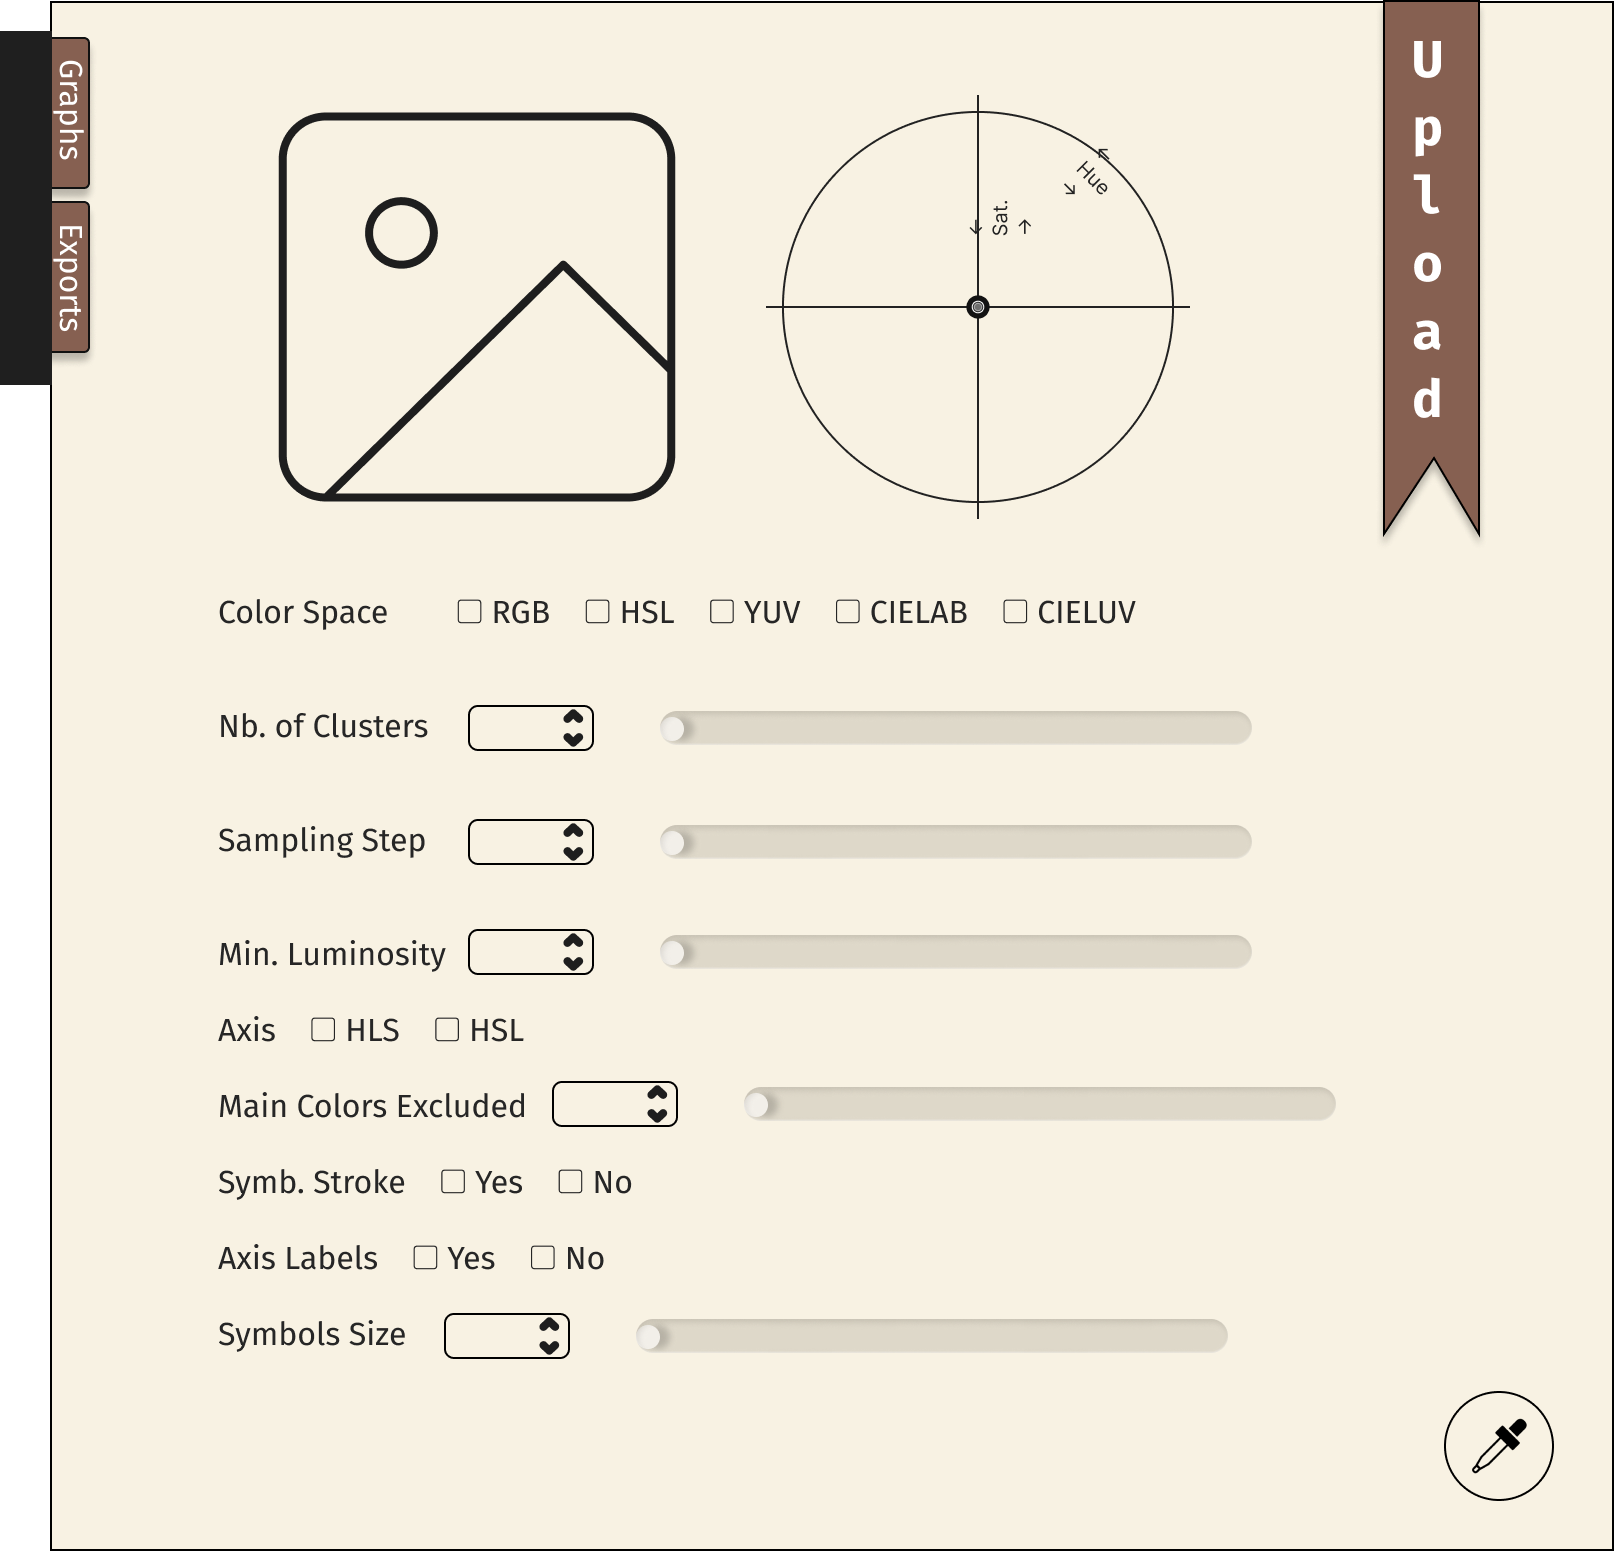 Graphs
Exports
Upload
Hue
Sat.
Color Space RGB HSL YUV CIELAB CIELUV
Nb. of Clusters
Sampling Step
Min. Luminosity
Axis HLS HSL
Main Colors Excluded
Symb. Stroke Yes No
Axis Labels Yes No
Symbols Size